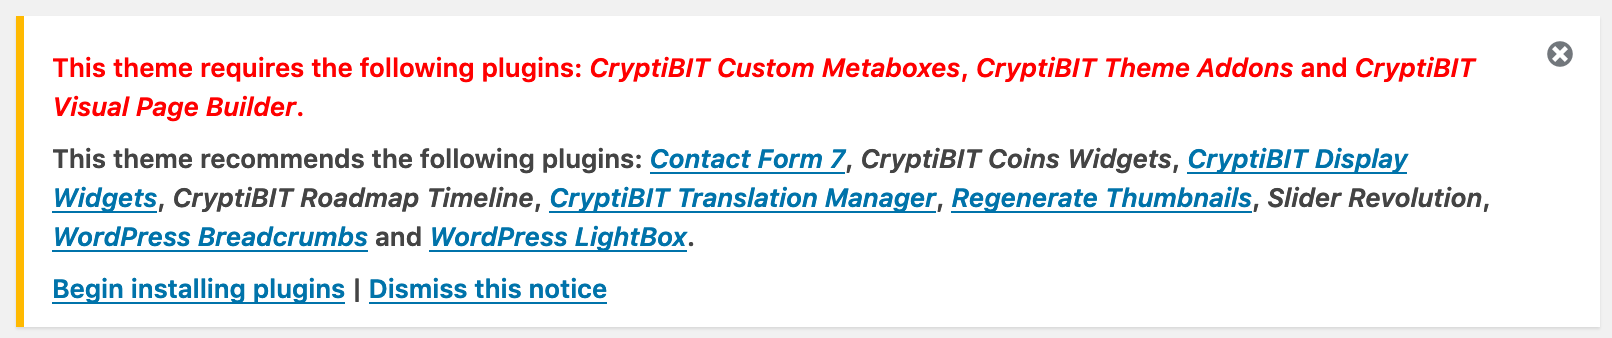 This theme requires the following plugins: CryptiBIT Custom Metaboxes, CryptiBIT Theme Addons and CryptiBIT
Visual Page Builder.
This theme recommends the following plugins: Contact Form 7, CryptiBIT Coins Widgets, CryptiBIT Display
Widgets, CryptiBIT Roadmap Timeline, CryptiBIT Translation Manager, Regenerate Thumbnails, Slider Revolution,
WordPress Breadcrumbs and WordPress LightBox.
Begin installing plugins | Dismiss this notice